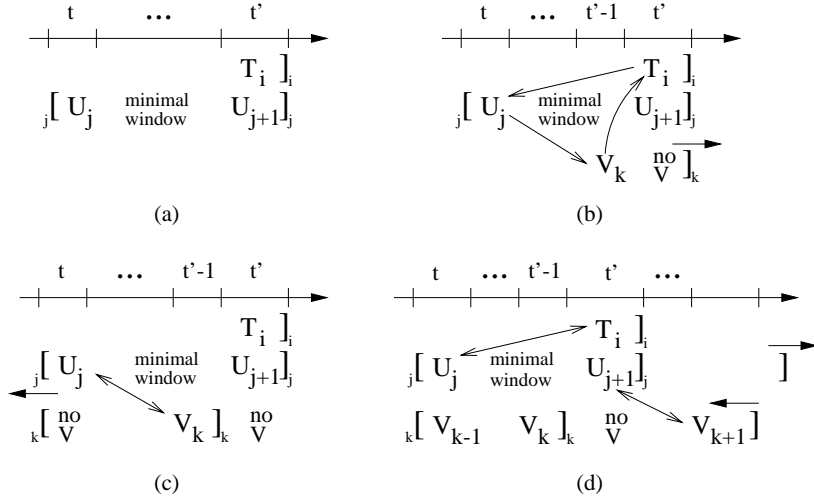 t ... t'
T_i ]_i
_j[ U_j minimal window U_{j+1}]_j
(a)
t ... t'-1 t'
T_i ]_i
_j[ U_j minimal window U_{j+1}]_j
V_k no V ]_k
(b)
t ... t'-1 t'
T_i ]_i
_j[ U_j minimal window U_{j+1}]_j
_k[ no V V_k ]_k no V
(c)
t ... t'-1 t' ...
T_i ]_i
_j[ U_j minimal window U_{j+1}]_j ]
_k[ V_{k-1} V_k ]_k no V V_{k+1} ]
(d)